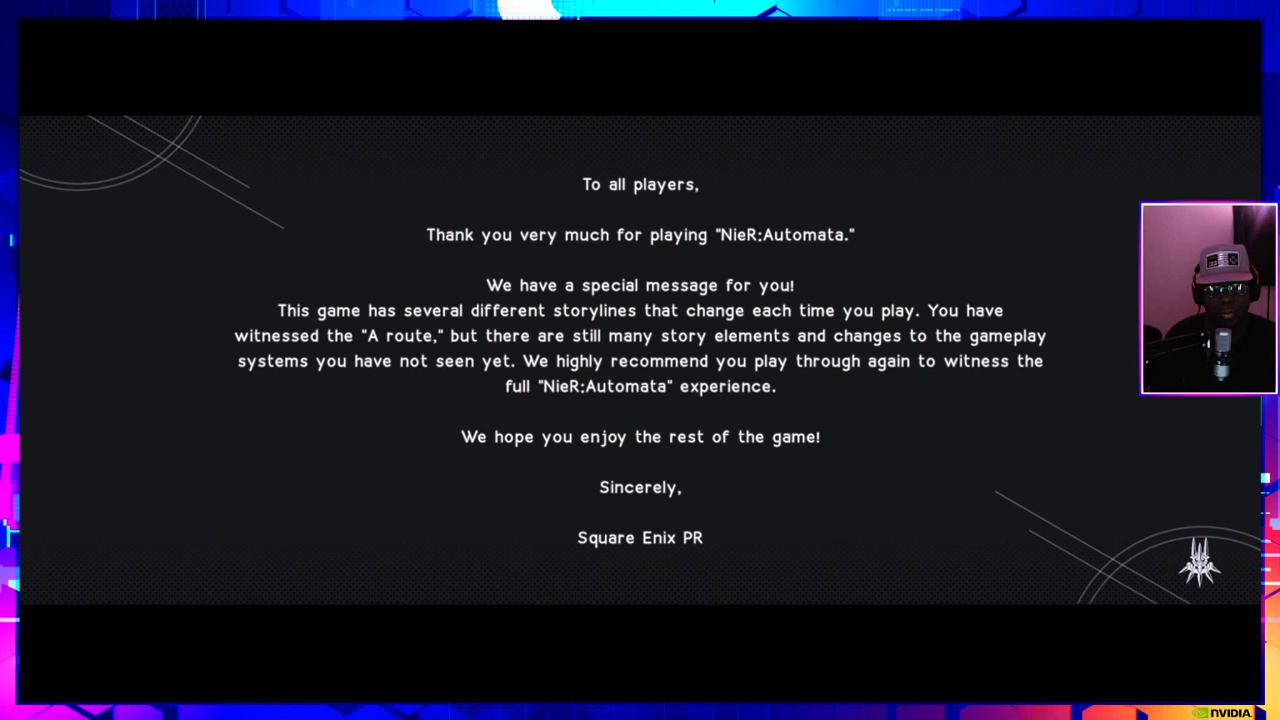 To all players,
Thank you very much for playing "NieR:Automata."
We have a special message for you!
This game has several different storylines that change each time you play. You have
witnessed the "A route," but there are still many story elements and changes to the gameplay
systems you have not seen yet. We highly recommend you play through again to witness the
full "NieR:Automata" experience.
We hope you enjoy the rest of the game!
Sincerely,
Square Enix PR
NVIDIA